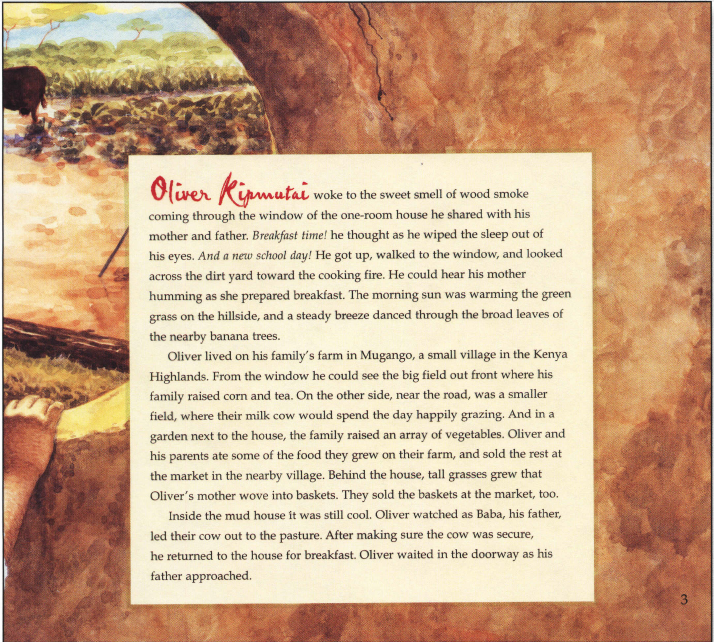 Oliver Kipmutai woke to the sweet smell of wood smoke
coming through the window of the one-room house he shared with his
mother and father. Breakfast time! he thought as he wiped the sleep out of
his eyes. And a new school day! He got up, walked to the window, and looked
across the dirt yard toward the cooking fire. He could hear his mother
humming as she prepared breakfast. The morning sun was warming the green
grass on the hillside, and a steady breeze danced through the broad leaves of
the nearby banana trees.
Oliver lived on his family's farm in Mugango, a small village in the Kenya
Highlands. From the window he could see the big field out front where his
family raised corn and tea. On the other side, near the road, was a smaller
field, where their milk cow would spend the day happily grazing. And in a
garden next to the house, the family raised an array of vegetables. Oliver and
his parents ate some of the food they grew on their farm, and sold the rest at
the market in the nearby village. Behind the house, tall grasses grew that
Oliver's mother wove into baskets. They sold the baskets at the market, too.
Inside the mud house it was still cool. Oliver watched as Baba, his father,
led their cow out to the pasture. After making sure the cow was secure,
he returned to the house for breakfast. Oliver waited in the doorway as his
father approached.
3